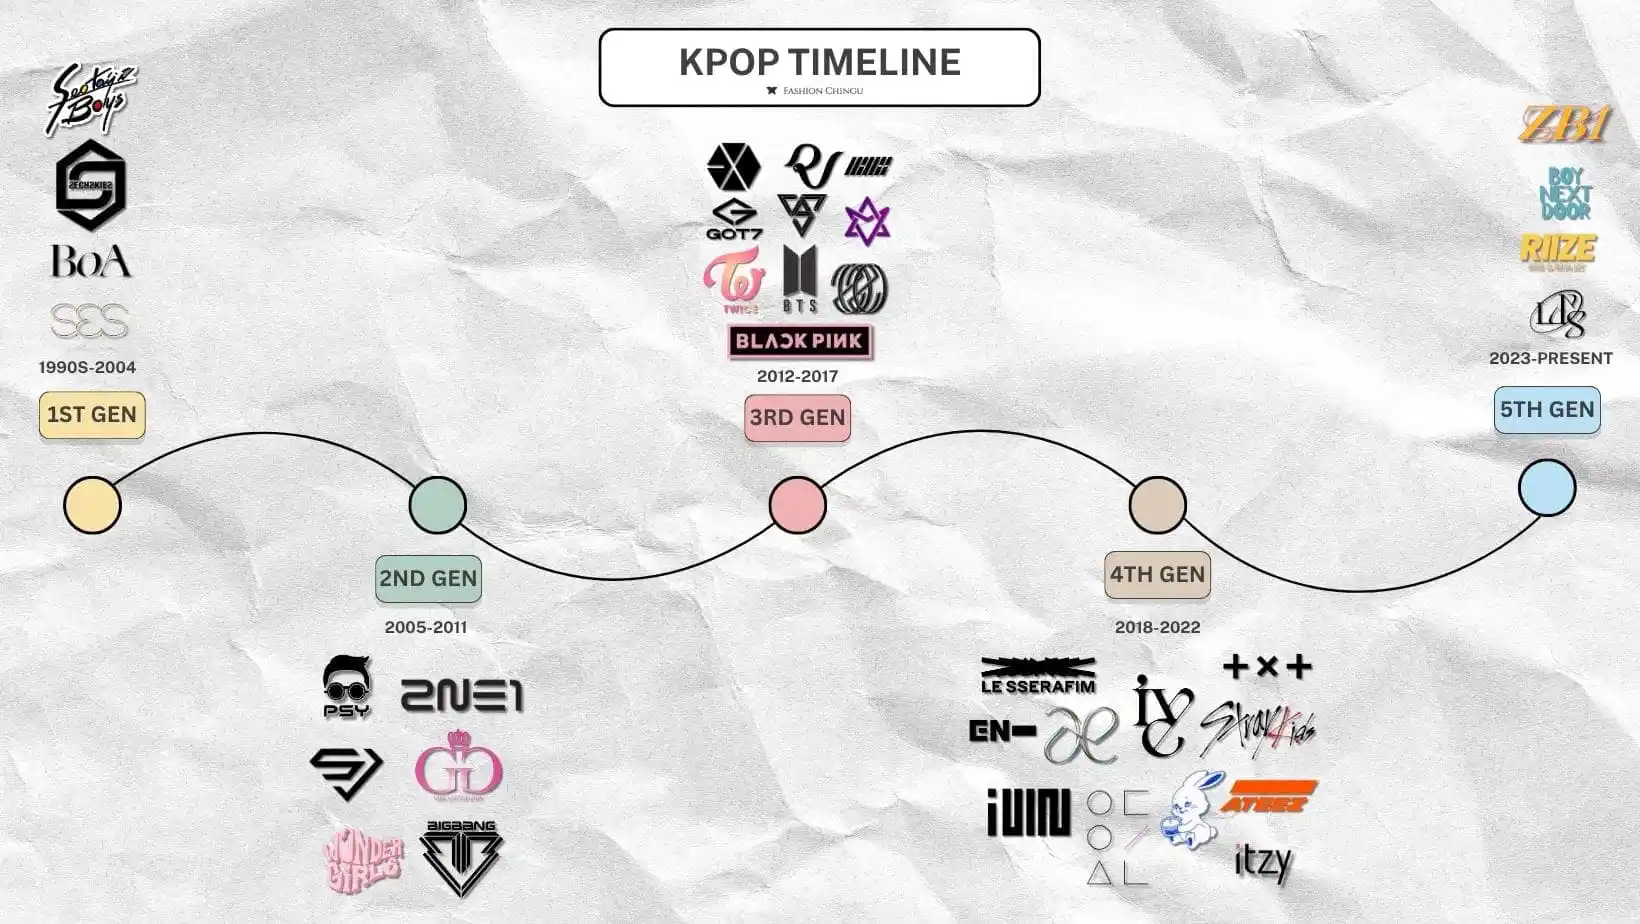 KPOP TIMELINE
Fashion Chingu
Seotaiji
Boys
SECHSKIES
BoA
SES
1990S-2004
1ST GEN
2ND GEN
2005-2011
PSY
2NE1
GG
WONDER
GIRLS
BIGBANG
GOT7
TWICE
BTS
BLACKPINK
2012-2017
3RD GEN
4TH GEN
2018-2022
LE SSERAFIM
IVE
+×+
EN-
æ
Stray Kids
ATEEZ
itzy
ZB1
BOY
NEXT
DOOR
RIIZE
2023-PRESENT
5TH GEN